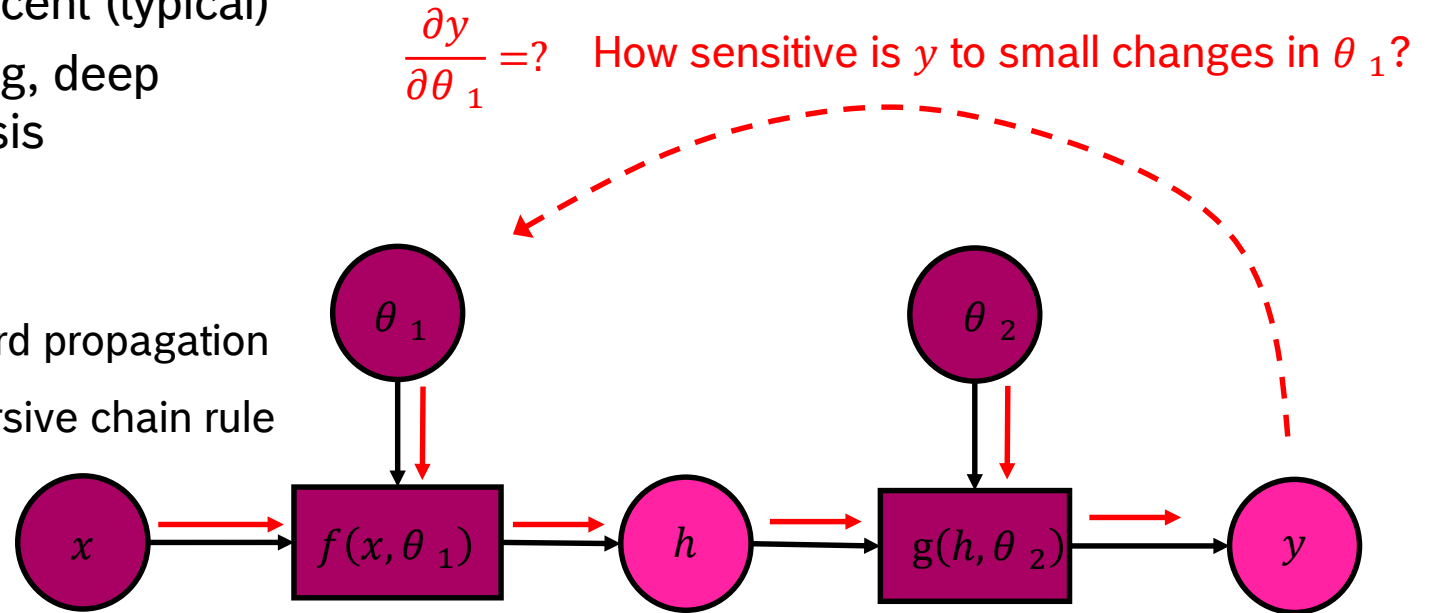 cent (typical)
g, deep
sis
∂y/∂θ 1 =? How sensitive is y to small changes in θ 1?
rd propagation
rsive chain rule
θ 1
θ 2
x
f(x, θ 1)
h
g(h, θ 2)
y